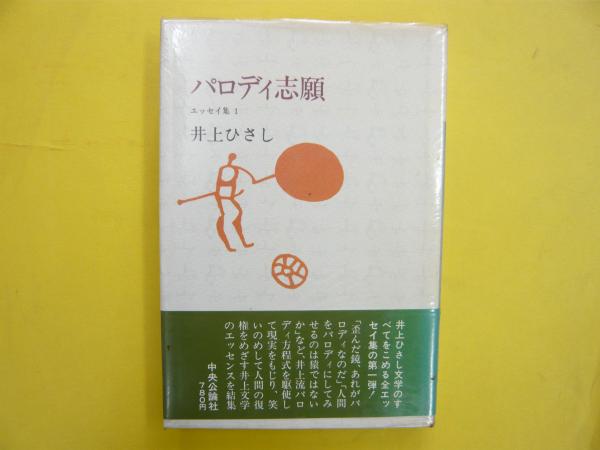 パロディ志願
エッセイ集 1
井上ひさし
井上ひさし文学のす
べてをこめる全エッ
セイ集の第一弾!
「歪んだ鏡、あれがパ
ロディなのだ」「人間
をパロディにしてみ
せるのは猿ではない
か」など、井上流パロ
ディ方程式を駆使し
て現実をもじり、笑
いのめして人間の復
権をめざす井上文学
のエッセンスを結集
中央公論社
780円